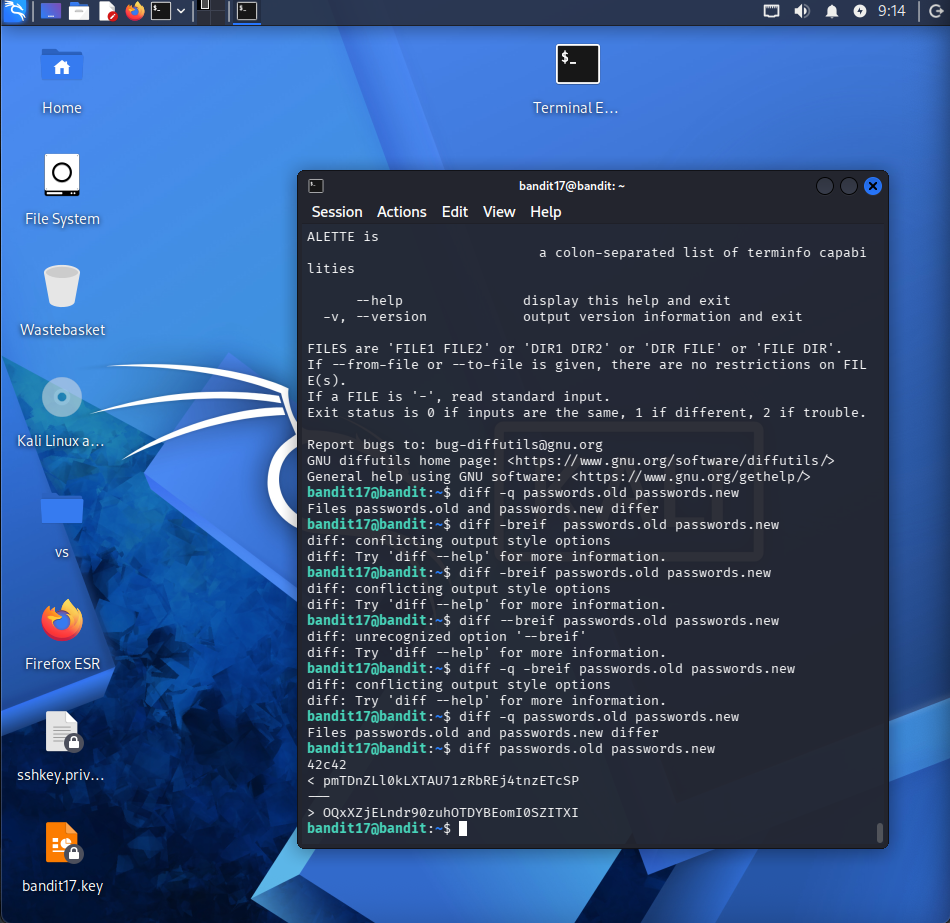 9:14
Home
Terminal E…
File System
Wastebasket
Kali Linux a…
vs
Firefox ESR
sshkey.priv…
bandit17.key
bandit17@bandit: ~
Session Actions Edit View Help
ALETTE is
a colon-separated list of terminfo capabi
lities
--help display this help and exit
-v, --version output version information and exit
FILES are 'FILE1 FILE2' or 'DIR1 DIR2' or 'DIR FILE' or 'FILE DIR'.
If --from-file or --to-file is given, there are no restrictions on FIL
E(s).
If a FILE is '-', read standard input.
Exit status is 0 if inputs are the same, 1 if different, 2 if trouble.
Report bugs to: bug-diffutils@gnu.org
GNU diffutils home page: <https://www.gnu.org/software/diffutils/>
General help using GNU software: <https://www.gnu.org/gethelp/>
bandit17@bandit:~$ diff -q passwords.old passwords.new
Files passwords.old and passwords.new differ
bandit17@bandit:~$ diff -breif  passwords.old passwords.new
diff: conflicting output style options
diff: Try 'diff --help' for more information.
bandit17@bandit:~$ diff -breif passwords.old passwords.new
diff: conflicting output style options
diff: Try 'diff --help' for more information.
bandit17@bandit:~$ diff --breif passwords.old passwords.new
diff: unrecognized option '--breif'
diff: Try 'diff --help' for more information.
bandit17@bandit:~$ diff -q -breif passwords.old passwords.new
diff: conflicting output style options
diff: Try 'diff --help' for more information.
bandit17@bandit:~$ diff -q passwords.old passwords.new
Files passwords.old and passwords.new differ
bandit17@bandit:~$ diff passwords.old passwords.new
42c42
< pmTDnZLl0kLXTAU71zRbREj4tnzETcSP
---
> OQxXZjELndr90zuhOTDYBEomI0SZITXI
bandit17@bandit:~$